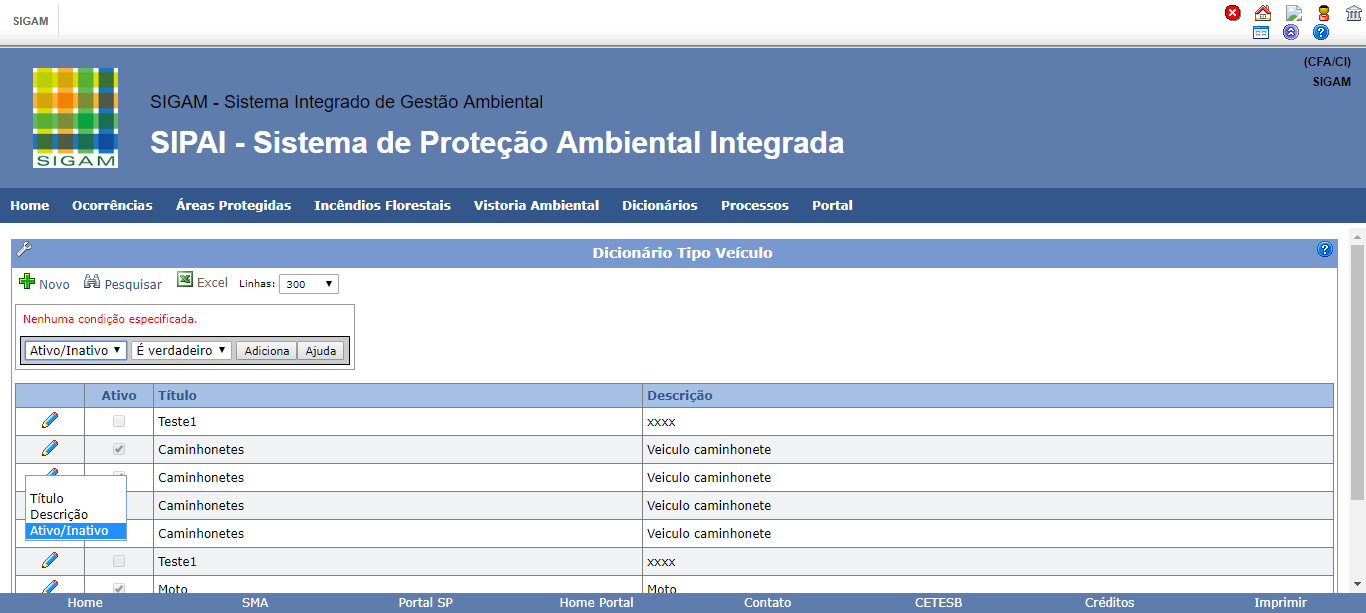 SIGAM
(CFA/CI)
SIGAM
SIGAM
SIGAM - Sistema Integrado de Gestão Ambiental
SIPAI - Sistema de Proteção Ambiental Integrada
Home Ocorrências Áreas Protegidas Incêndios Florestais Vistoria Ambiental Dicionários Processos Portal
Dicionário Tipo Veículo
Novo Pesquisar Excel Linhas: 300
Nenhuma condição especificada.
Ativo/Inativo É verdadeiro Adiciona Ajuda
Ativo Título Descrição
Teste1 xxxx
Caminhonetes Veiculo caminhonete
Caminhonetes Veiculo caminhonete
Caminhonetes Veiculo caminhonete
Caminhonetes Veiculo caminhonete
Título
Descrição
Ativo/Inativo
Teste1 xxxx
Moto Moto
Home SMA Portal SP Home Portal Contato CETESB Créditos Imprimir